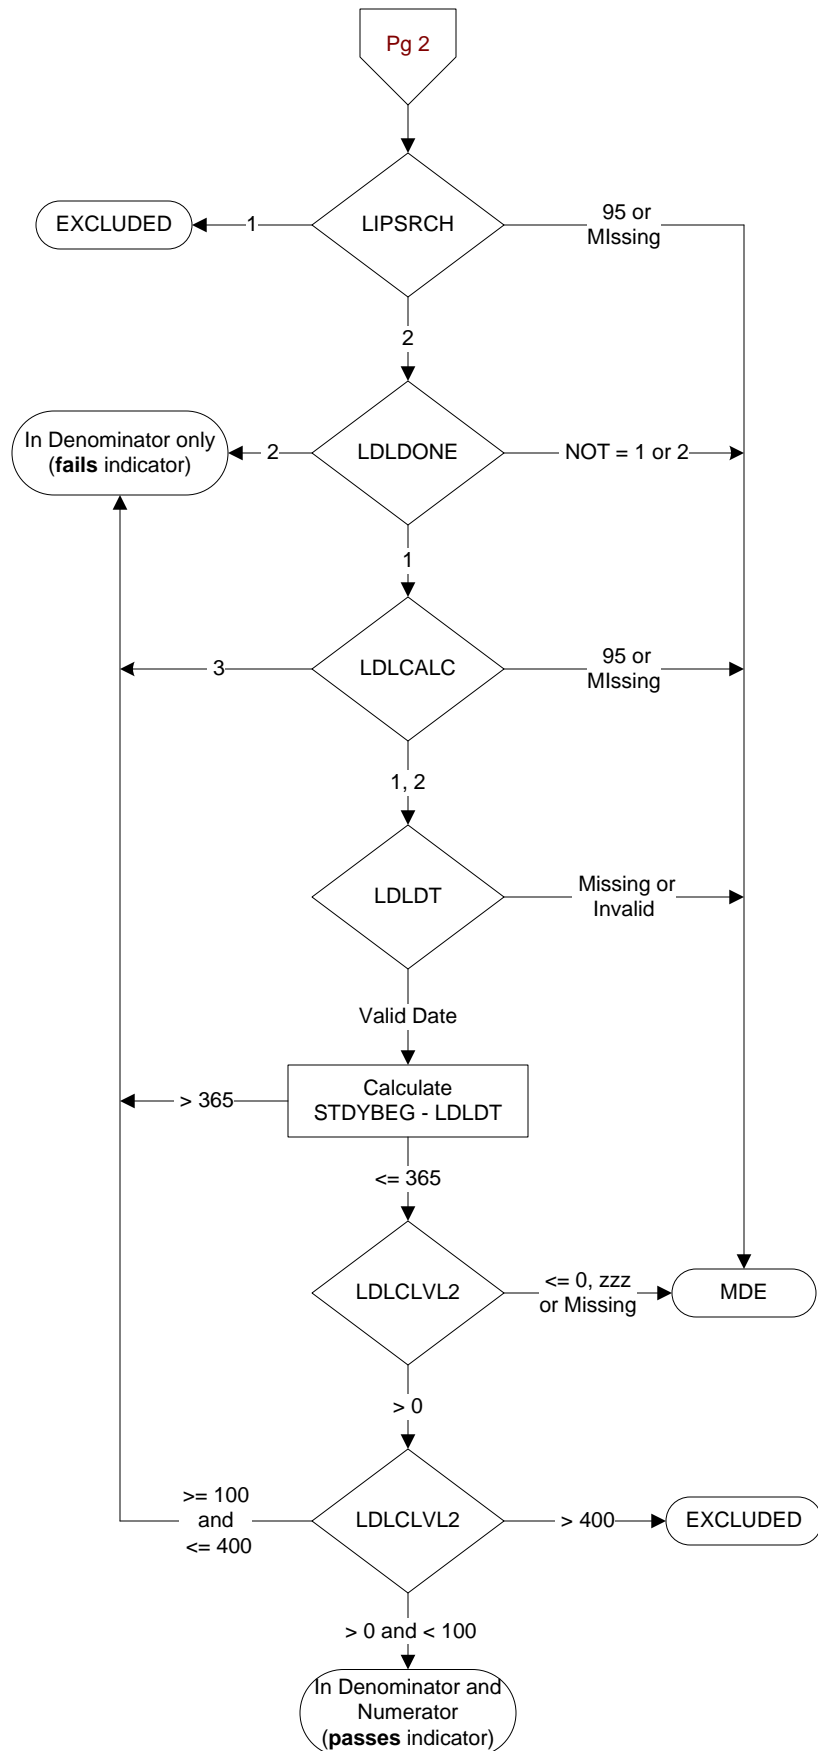 Pg 2
EXCLUDED
1
LIPSRCH
95 or
MIssing
2
In Denominator only
(fails indicator)
2
LDLDONE
NOT = 1 or 2
1
3
LDLCALC
95 or
MIssing
1, 2
LDLDT
Missing or
Invalid
Valid Date
> 365
Calculate
STDYBEG - LDLDT
<= 365
LDLCLVL2
<= 0, zzz
or Missing
MDE
> 0
>= 100
and
<= 400
LDLCLVL2
> 400
EXCLUDED
> 0 and < 100
In Denominator and
Numerator
(passes indicator)